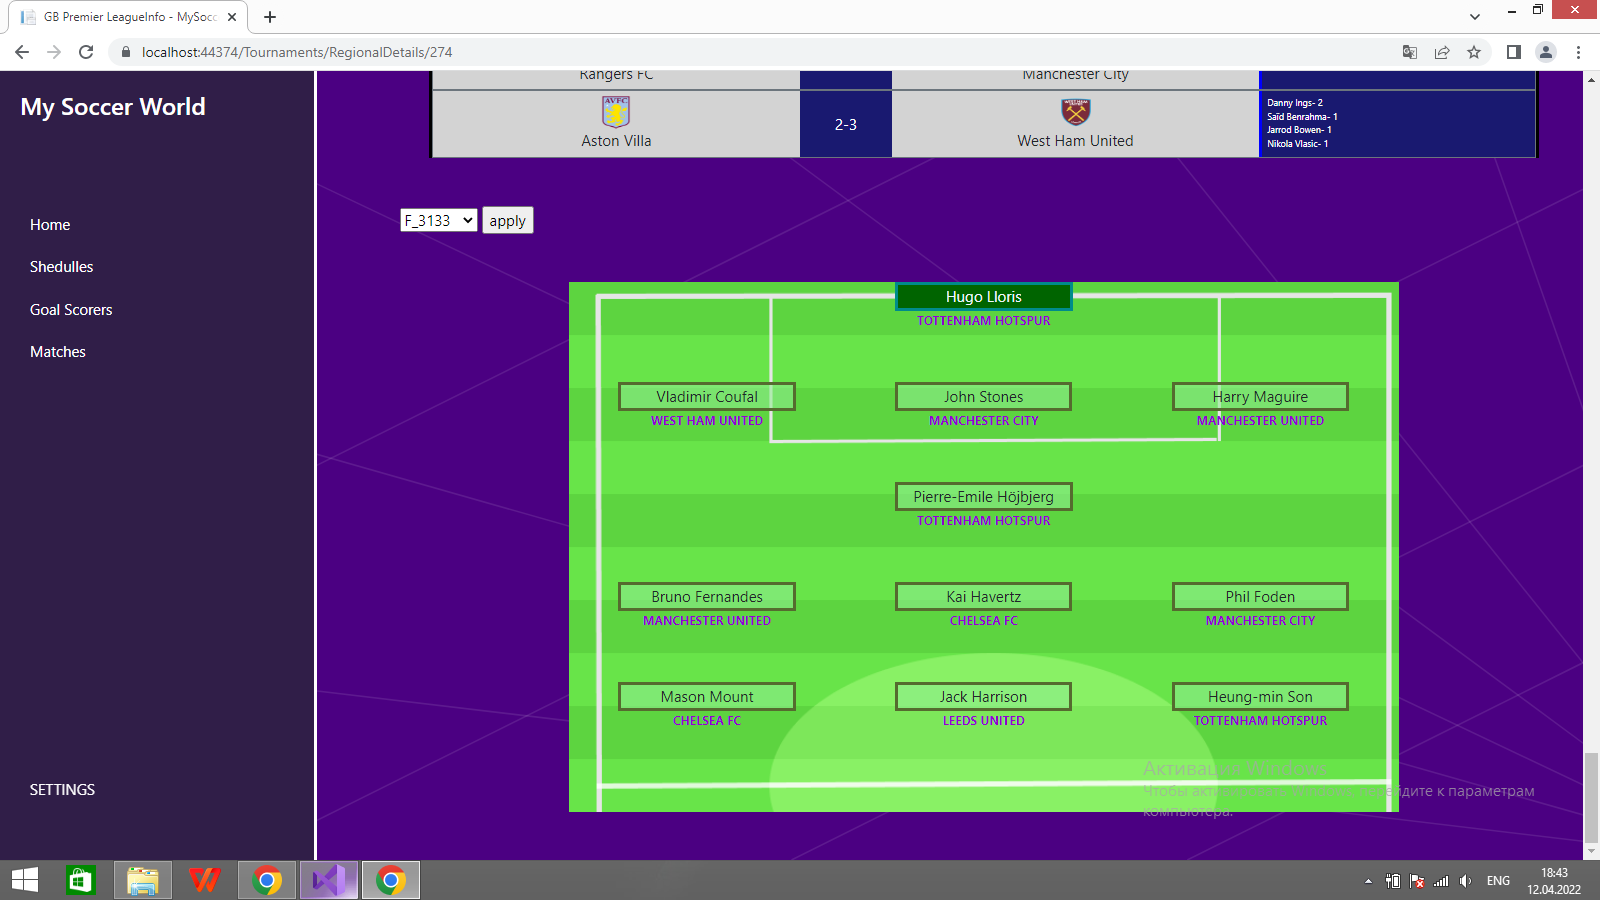 GB Premier LeagueInfo - MySocc
localhost:44374/Tournaments/RegionalDetails/274
My Soccer World
Home
Shedulles
Goal Scorers
Matches
SETTINGS
Rangers FC
Manchester City
AVFC
Aston Villa
2-3
West Ham United
Danny Ings- 2
Saïd Benrahma- 1
Jarrod Bowen- 1
Nikola Vlasic- 1
F_3133
apply
Hugo Lloris
TOTTENHAM HOTSPUR
Vladimir Coufal
WEST HAM UNITED
John Stones
MANCHESTER CITY
Harry Maguire
MANCHESTER UNITED
Pierre-Emile Höjbjerg
TOTTENHAM HOTSPUR
Bruno Fernandes
MANCHESTER UNITED
Kai Havertz
CHELSEA FC
Phil Foden
MANCHESTER CITY
Mason Mount
CHELSEA FC
Jack Harrison
LEEDS UNITED
Heung-min Son
TOTTENHAM HOTSPUR
Активация Windows
Чтобы активировать Windows, перейдите к параметрам
компьютера.
ENG
18:43
12.04.2022